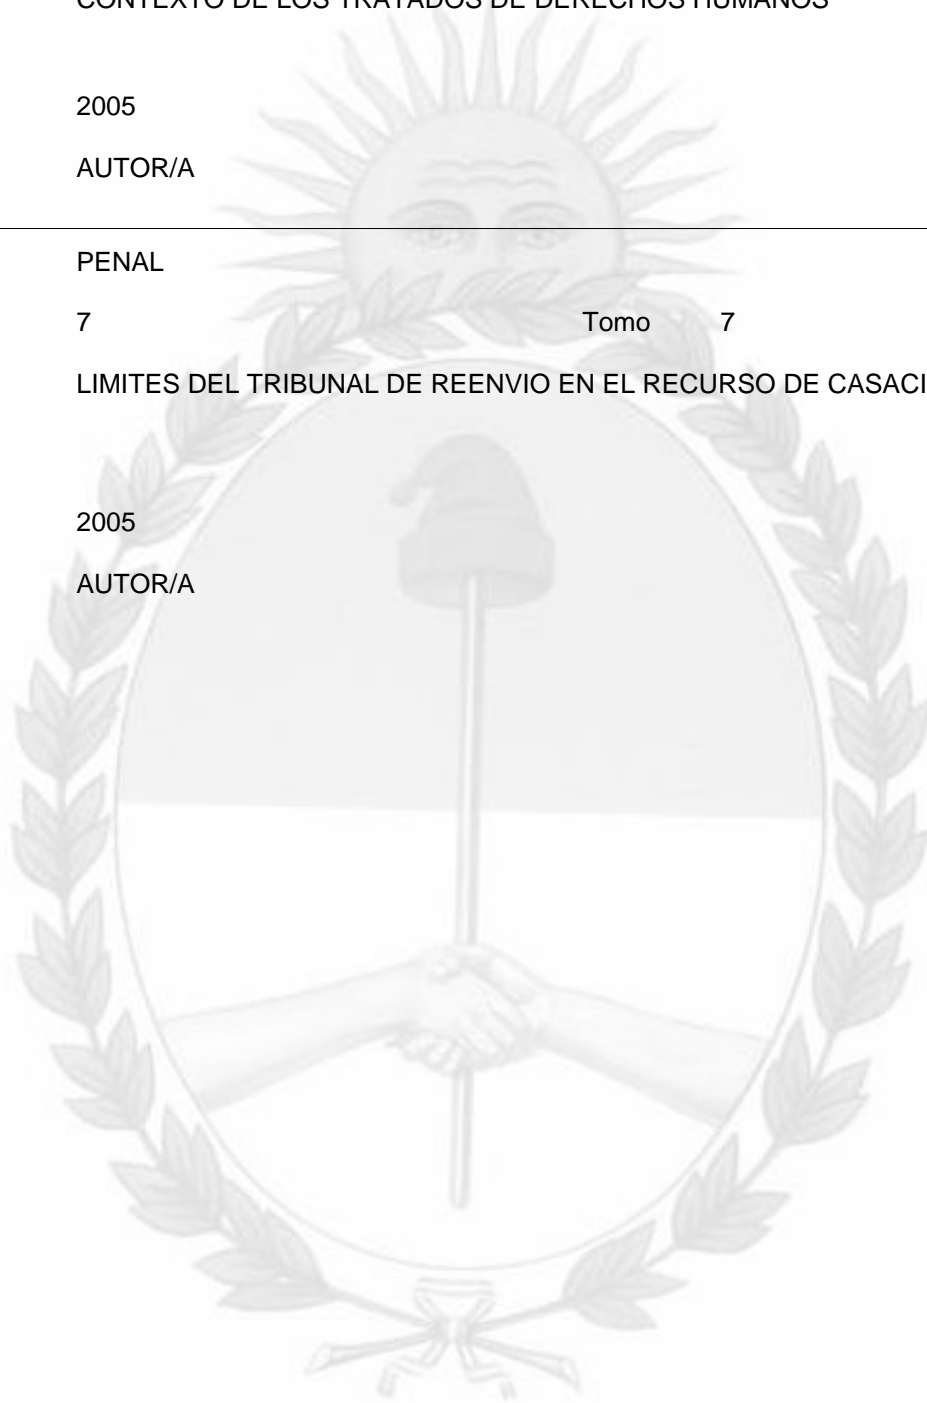 CONTEXTO DE LOS TRATADOS DE DERECHOS HUMANOS
2005
AUTOR/A
PENAL
7 Tomo 7
LIMITES DEL TRIBUNAL DE REENVIO EN EL RECURSO DE CASACI
2005
AUTOR/A